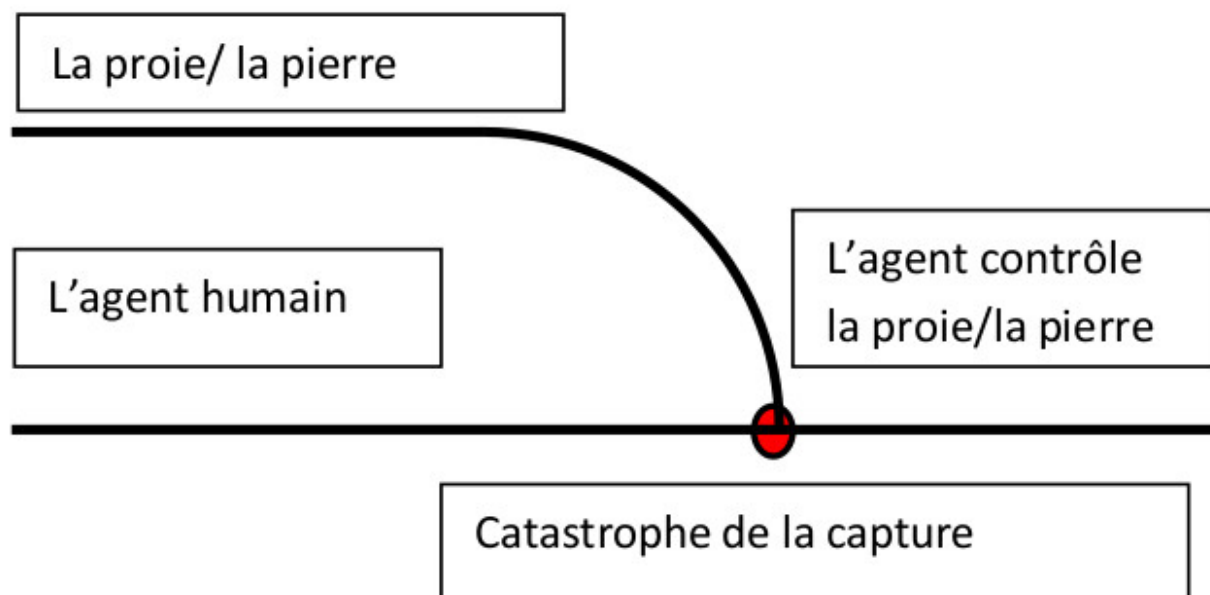 La proie/ la pierre
L’agent humain
L’agent contrôle
la proie/la pierre
Catastrophe de la capture